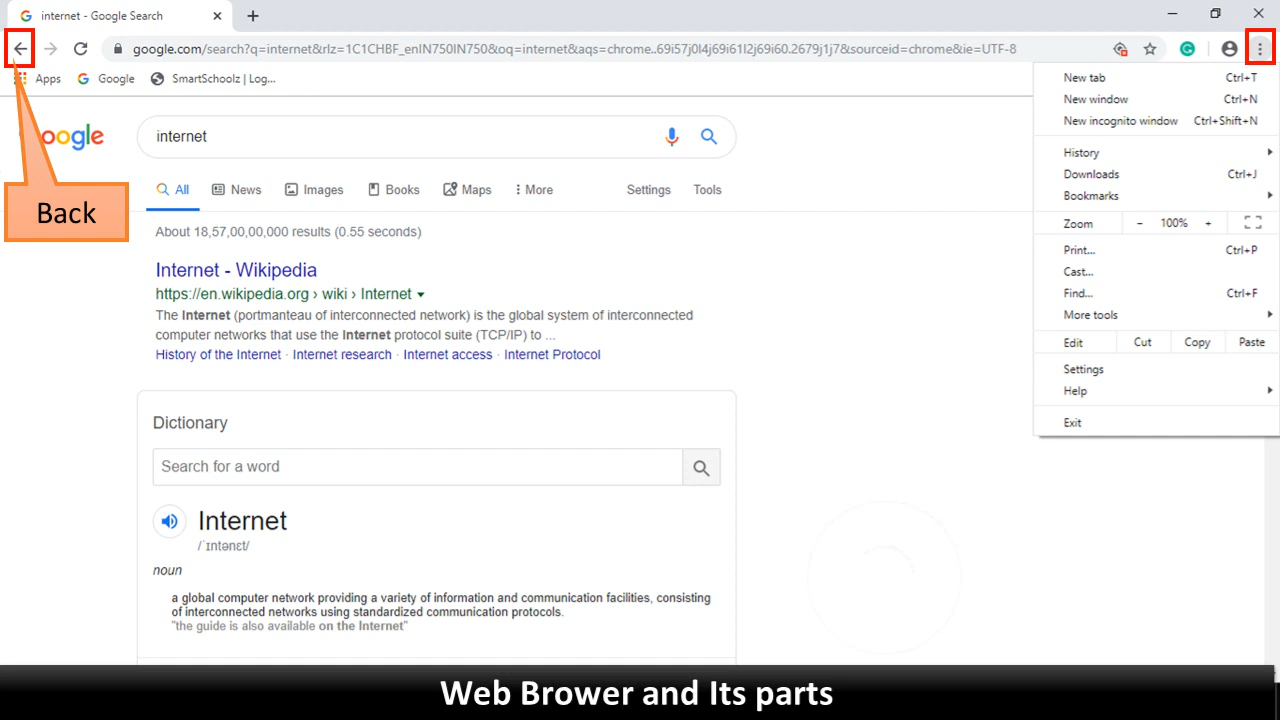 internet - Google Search
google.com/search?q=internet&rlz=1C1CHBF_enIN750IN750&oq=internet&aqs=chrome..69i57j0l4j69i61l2j69i60.2679j1j7&sourceid=chrome&ie=UTF-8
Apps Google SmartSchoolz | Log...
oogle
internet
All News Images Books Maps More Settings Tools
Back
About 18,57,00,00,000 results (0.55 seconds)
Internet - Wikipedia
https://en.wikipedia.org › wiki › Internet
The Internet (portmanteau of interconnected network) is the global system of interconnected
computer networks that use the Internet protocol suite (TCP/IP) to ...
History of the Internet · Internet research · Internet access · Internet Protocol
Dictionary
Search for a word
Internet
/ˈɪntənɛt/
noun
a global computer network providing a variety of information and communication facilities, consisting
of interconnected networks using standardized communication protocols.
"the guide is also available on the Internet"
New tab Ctrl+T
New window Ctrl+N
New incognito window Ctrl+Shift+N
History
Downloads Ctrl+J
Bookmarks
Zoom - 100% +
Print... Ctrl+P
Cast...
Find... Ctrl+F
More tools
Edit Cut Copy Paste
Settings
Help
Exit
Web Brower and Its parts